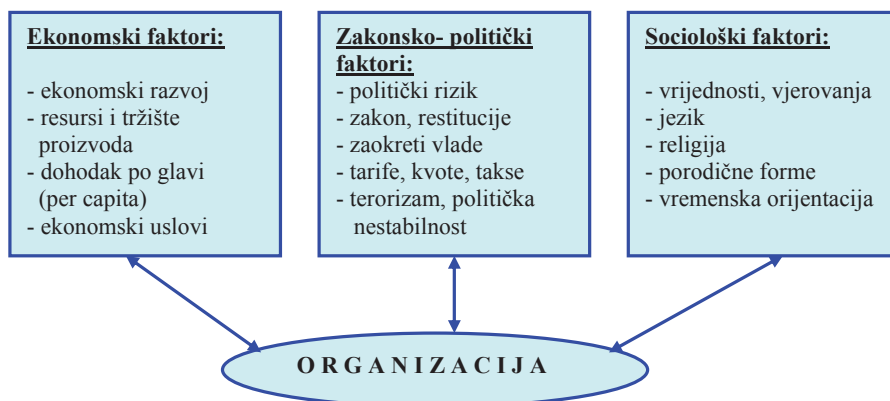 Ekonomski faktori:
- ekonomski razvoj
- resursi i tržište
proizvoda
- dohodak po glavi
(per capita)
- ekonomski uslovi
Zakonsko- politički
faktori:
- politički rizik
- zakon, restitucije
- zaokreti vlade
- tarife, kvote, takse
- terorizam, politička
nestabilnost
Sociološki faktori:
- vrijednosti, vjerovanja
- jezik
- religija
- porodične forme
- vremenska orijentacija
O R G A N I Z A C I J A